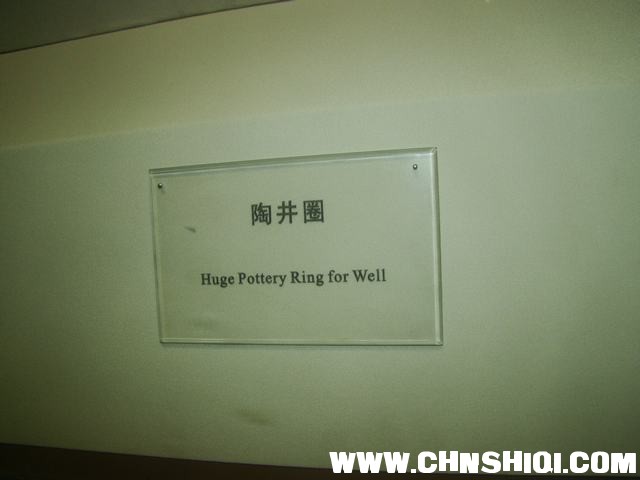 陶井圈
Huge Pottery Ring for Well
WWW.CHNSHIQI.COM